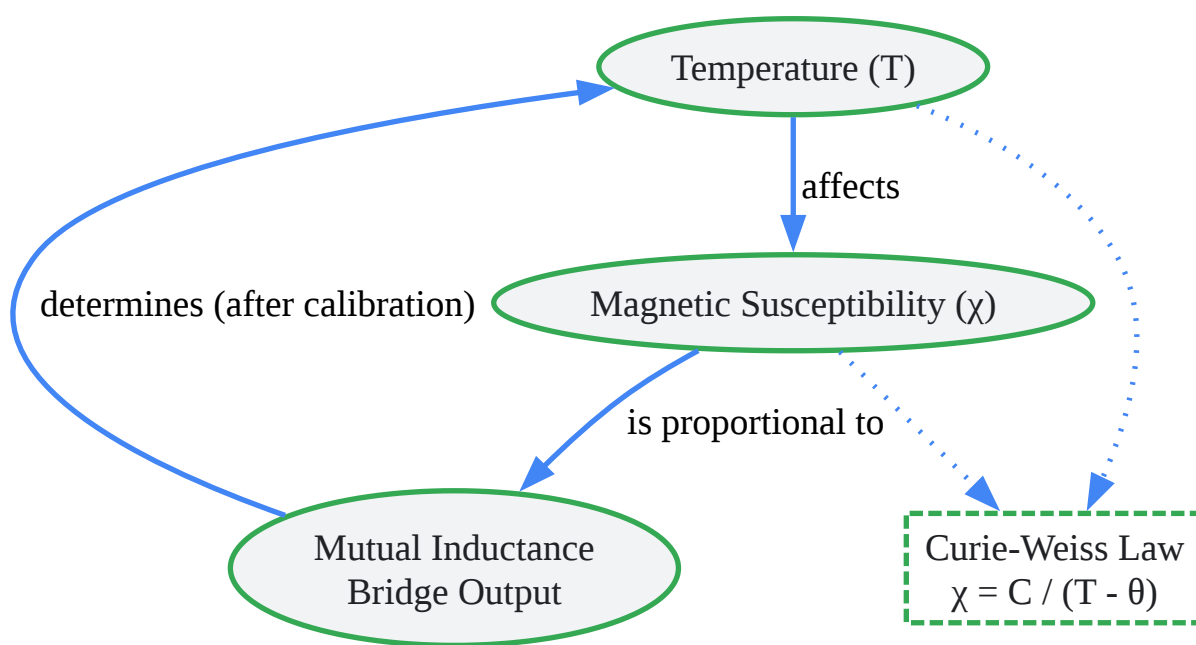 Temperature (T)
affects
determines (after calibration)
Magnetic Susceptibility (χ)
is proportional to
Mutual Inductance
Bridge Output
Curie-Weiss Law
χ = C / (T - θ)